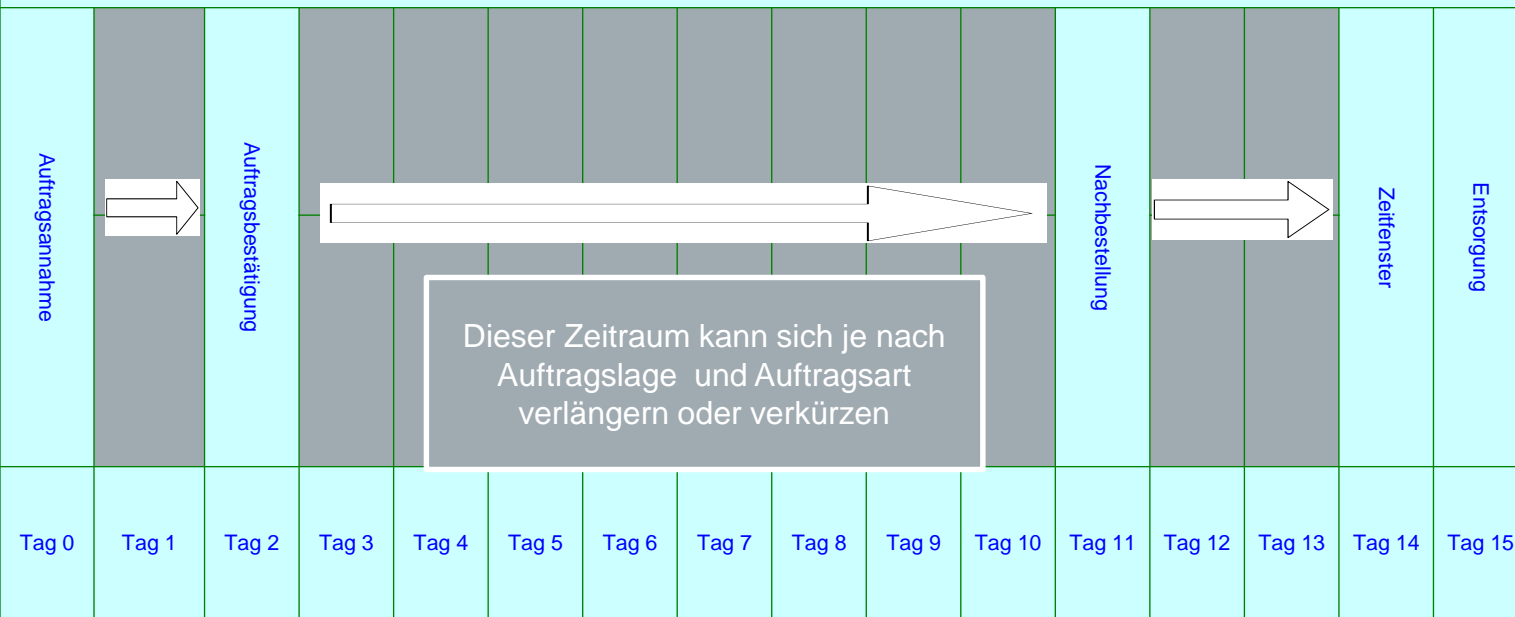 Auftragsannahme
Auftragsbestätigung
Nachbestellung
Zeitfenster
Entsorgung
Dieser Zeitraum kann sich je nach
Auftragslage und Auftragsart
verlängern oder verkürzen
Tag 0 Tag 1 Tag 2 Tag 3 Tag 4 Tag 5 Tag 6 Tag 7 Tag 8 Tag 9 Tag 10 Tag 11 Tag 12 Tag 13 Tag 14 Tag 15